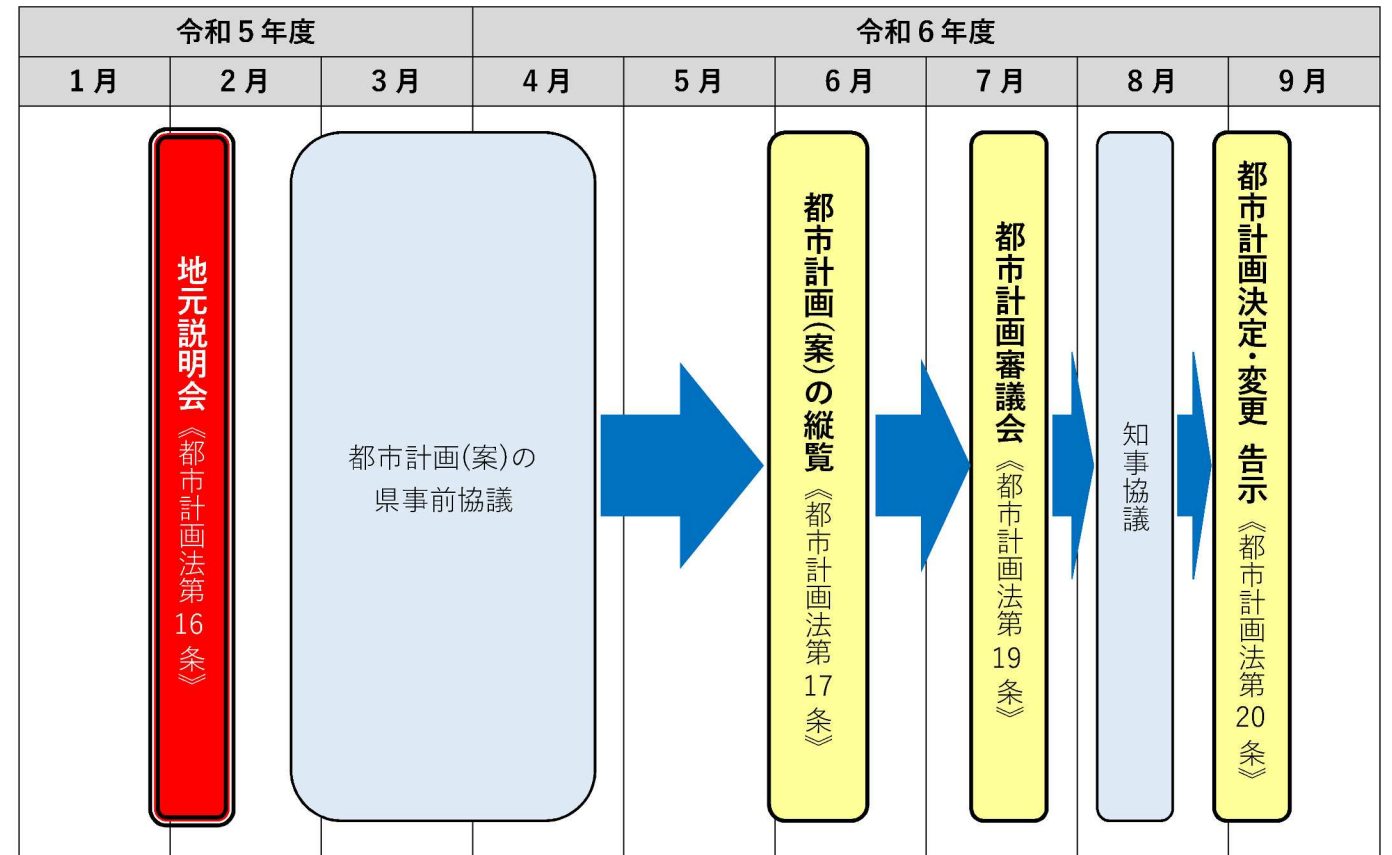 令和5年度
令和6年度
1月
2月
3月
4月
5月
6月
7月
8月
9月
地元説明会《都市計画法第16条》
都市計画(案)の
県事前協議
都市計画(案)の縦覧《都市計画法第17条》
都市計画審議会《都市計画法第19条》
知事協議
都市計画決定・変更 告示《都市計画法第20条》